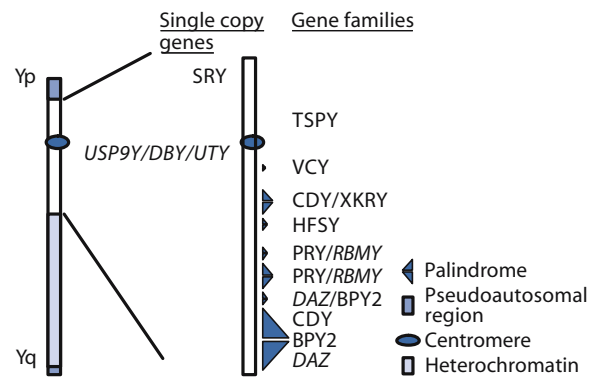 Single copy genes
Gene families
Yp
SRY
TSPY
USP9Y/DBY/UTY
VCY
CDY/XKRY
HFSY
PRY/RBMY
PRY/RBMY
DAZ/BPY2
CDY
BPY2
DAZ
Yq
Palindrome
Pseudoautosomal
region
Centromere
Heterochromatin